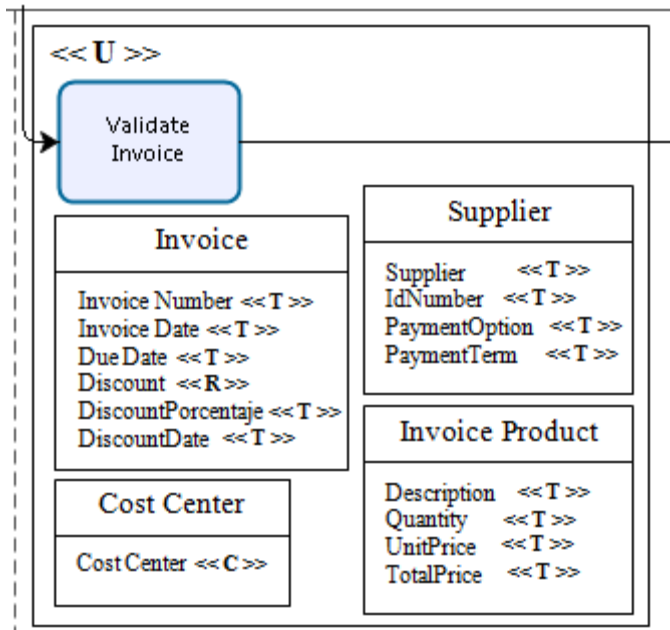 <<U>>
Validate
Invoice
Invoice
Invoice Number <<T>>
Invoice Date <<T>>
Due Date <<T>>
Discount <<R>>
DiscountPorcentaje <<T>>
DiscountDate <<T>>
Supplier
Supplier <<T>>
IdNumber <<T>>
PaymentOption <<T>>
PaymentTerm <<T>>
Cost Center
Cost Center <<C>>
Invoice Product
Description <<T>>
Quantity <<T>>
UnitPrice <<T>>
TotalPrice <<T>>